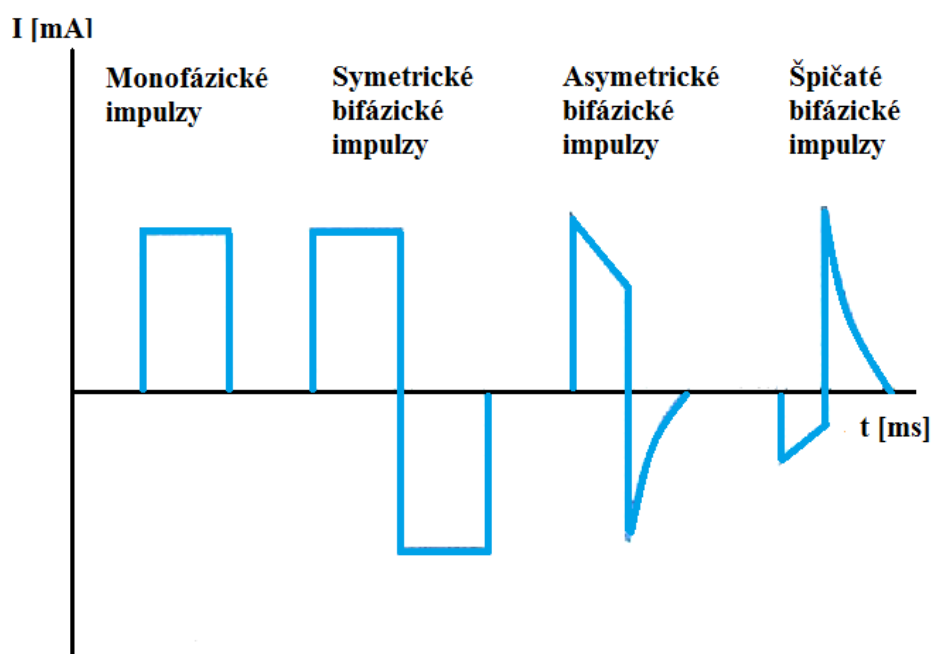 I [mA]
Monofázické
impulzy
Symetrické
bifázické
impulzy
Asymetrické
bifázické
impulzy
Špičaté
bifázické
impulzy
t [ms]